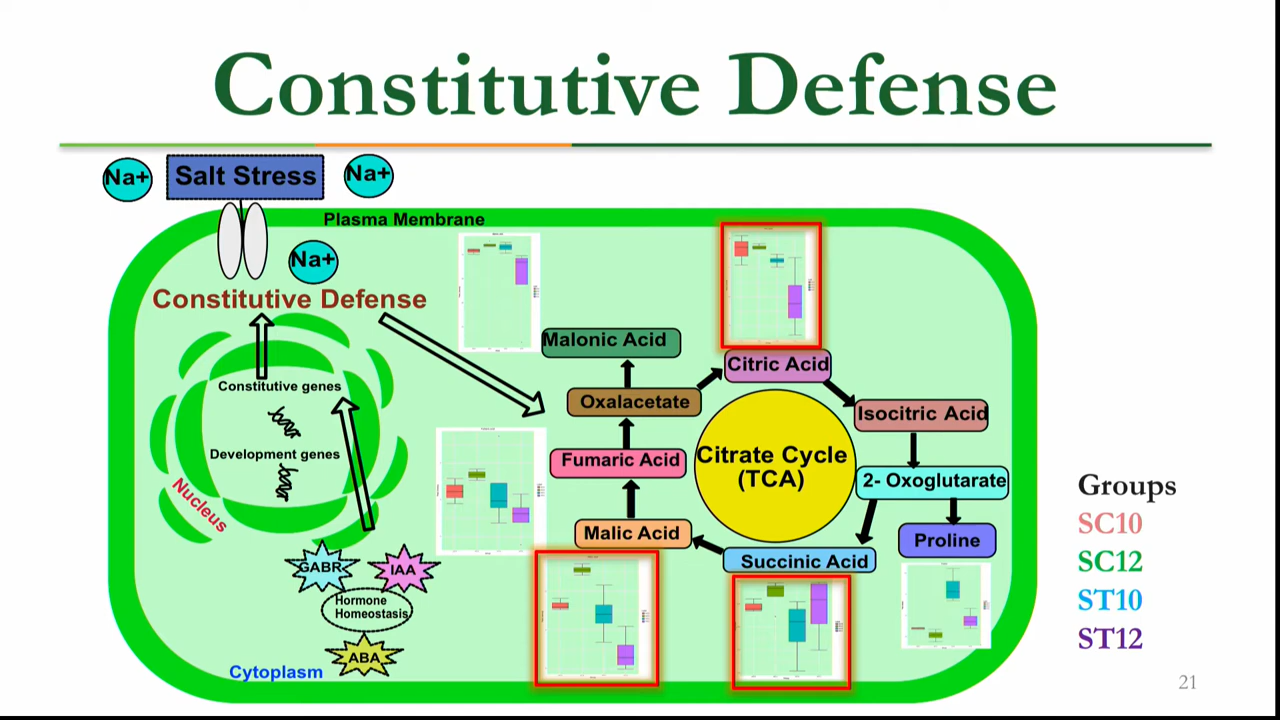 Constitutive Defense
Na+
Salt Stress
Na+
Plasma Membrane
Na+
Constitutive Defense
Constitutive genes
Development genes
Nucleus
GABR
IAA
Hormone
Homeostasis
ABA
Cytoplasm
Malonic Acid
Oxalacetate
Fumaric Acid
Malic Acid
Citric Acid
Isocitric Acid
Citrate Cycle
(TCA)
2- Oxoglutarate
Proline
Succinic Acid
Groups
SC10
SC12
ST10
ST12
21